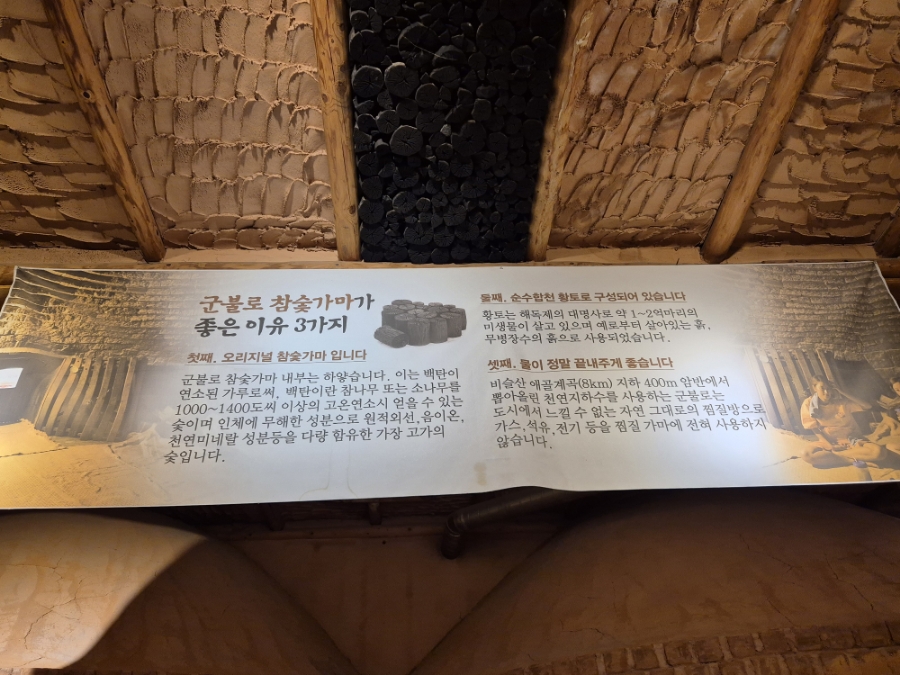 군불로 참숯가마가
좋은 이유 3가지
첫째. 오리지널 참숯가마 입니다
군불로 참숯가마 내부는 하얗습니다. 이는 백탄이
연소된 가루로써, 백탄이란 참나무 또는 소나무를
1000~1400도씨 이상의 고온연소시 얻을 수 있는
숯이며 인체에 무해한 성분으로 원적외선,음이온,
천연미네랄 성분등을 다량 함유한 가장 고가의
숯입니다.
둘째. 순수합천 황토로 구성되어 있습니다
황토는 해독제의 대명사로 약 1~2억마리의
미생물이 살고 있으며 예로부터 살아있는 흙,
무병장수의 흙으로 사용되었습니다.
셋째. 물이 정말 끝내주게 좋습니다
비슬산 애골계곡(8km) 지하 400m 암반에서
뽑아올린 천연지하수를 사용하는 군불로는
도시에서 느낄 수 없는 자연 그대로의 찜질방으로
가스,석유,전기 등을 찜질 가마에 전혀 사용하지
않습니다.